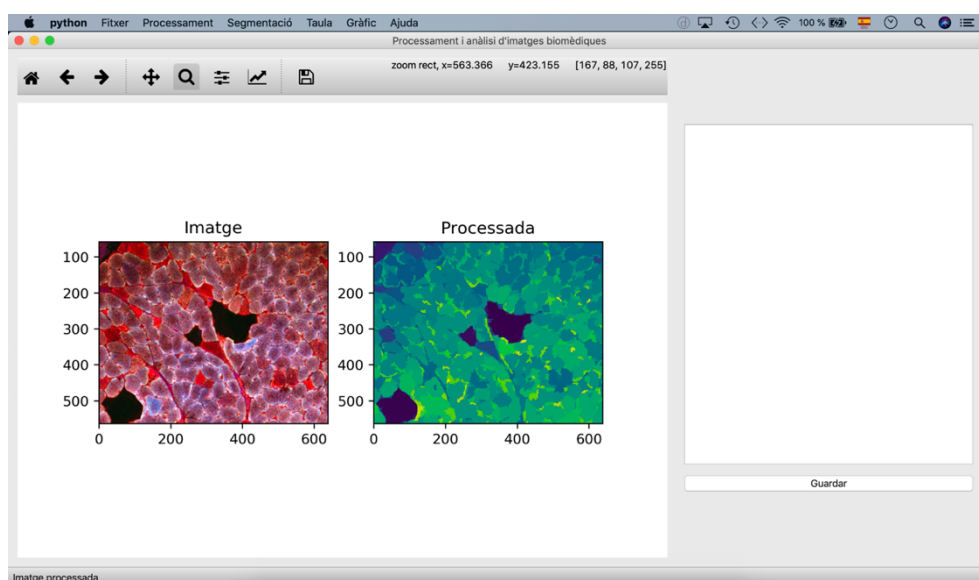 python Fitxer Processament Segmentació Taula Gràfic Ajuda 100 %
Processament i anàlisi d'imatges biomèdiques
zoom rect, x=563.366 y=423.155 [167, 88, 107, 255]
Imatge Processada
100 100
200 200
300 300
400 400
500 500
0 200 400 600 0 200 400 600
Guardar
Imatge processada